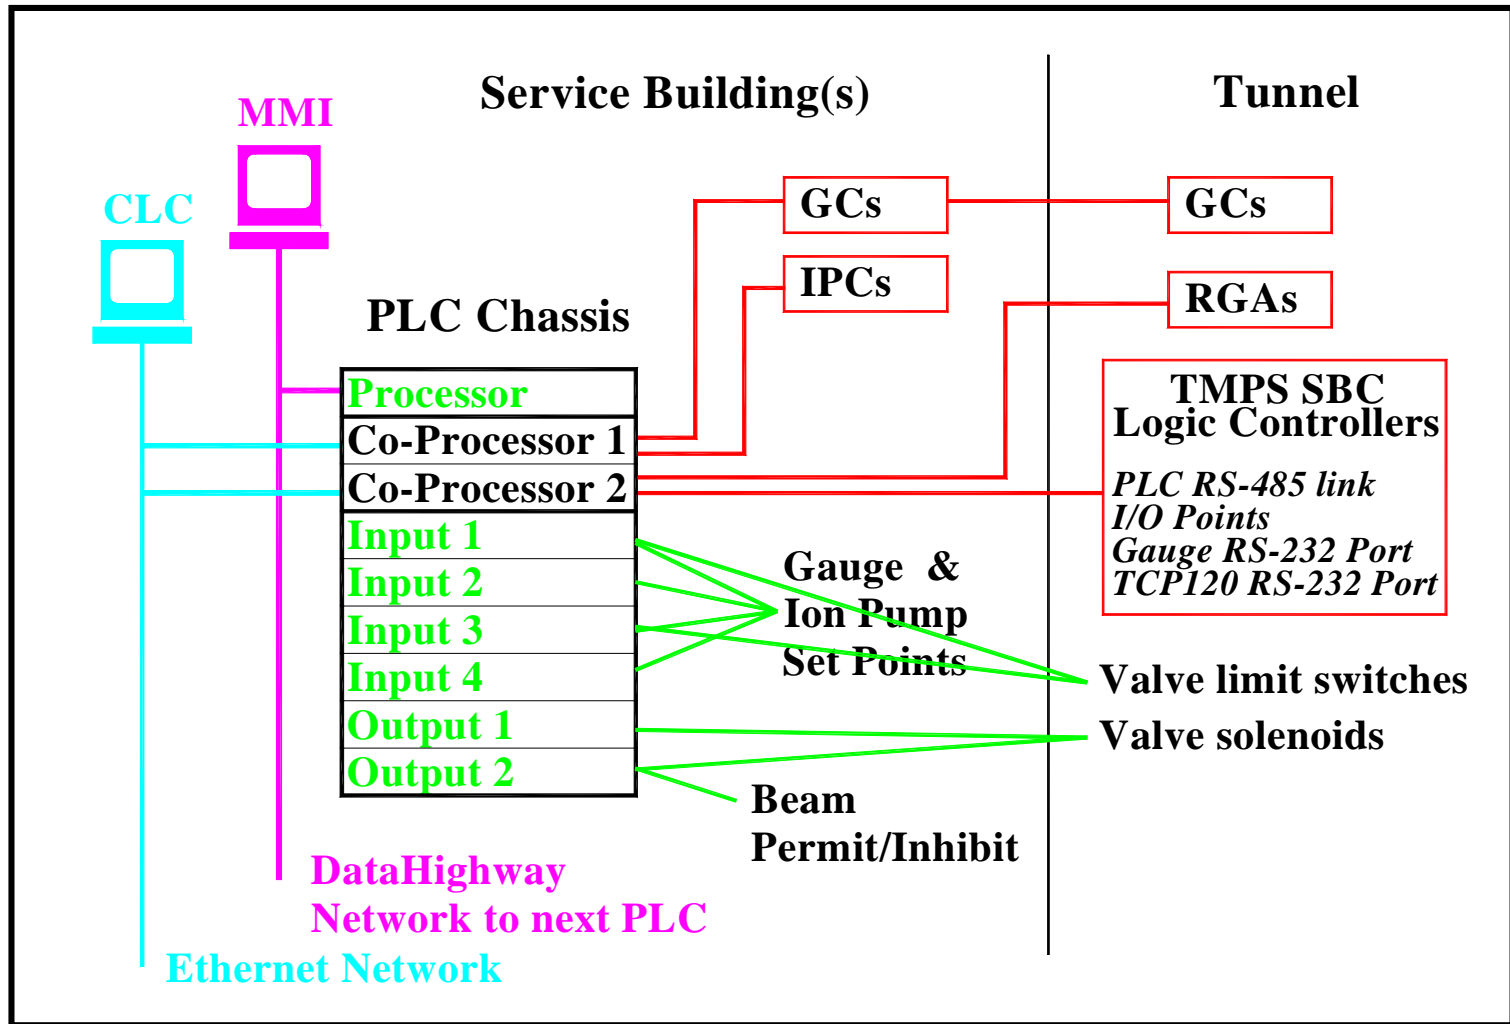 Service Building(s)
Tunnel
MMI
CLC
GCs
GCs
IPCs
RGAs
PLC Chassis
Processor
Co-Processor 1
Co-Processor 2
Input 1
Input 2
Input 3
Input 4
Output 1
Output 2
TMPS SBC
Logic Controllers
PLC RS-485 link
I/O Points
Gauge RS-232 Port
TCP120 RS-232 Port
Gauge &
Ion Pump
Set Points
Valve limit switches
Valve solenoids
Beam
Permit/Inhibit
DataHighway
Network to next PLC
Ethernet Network